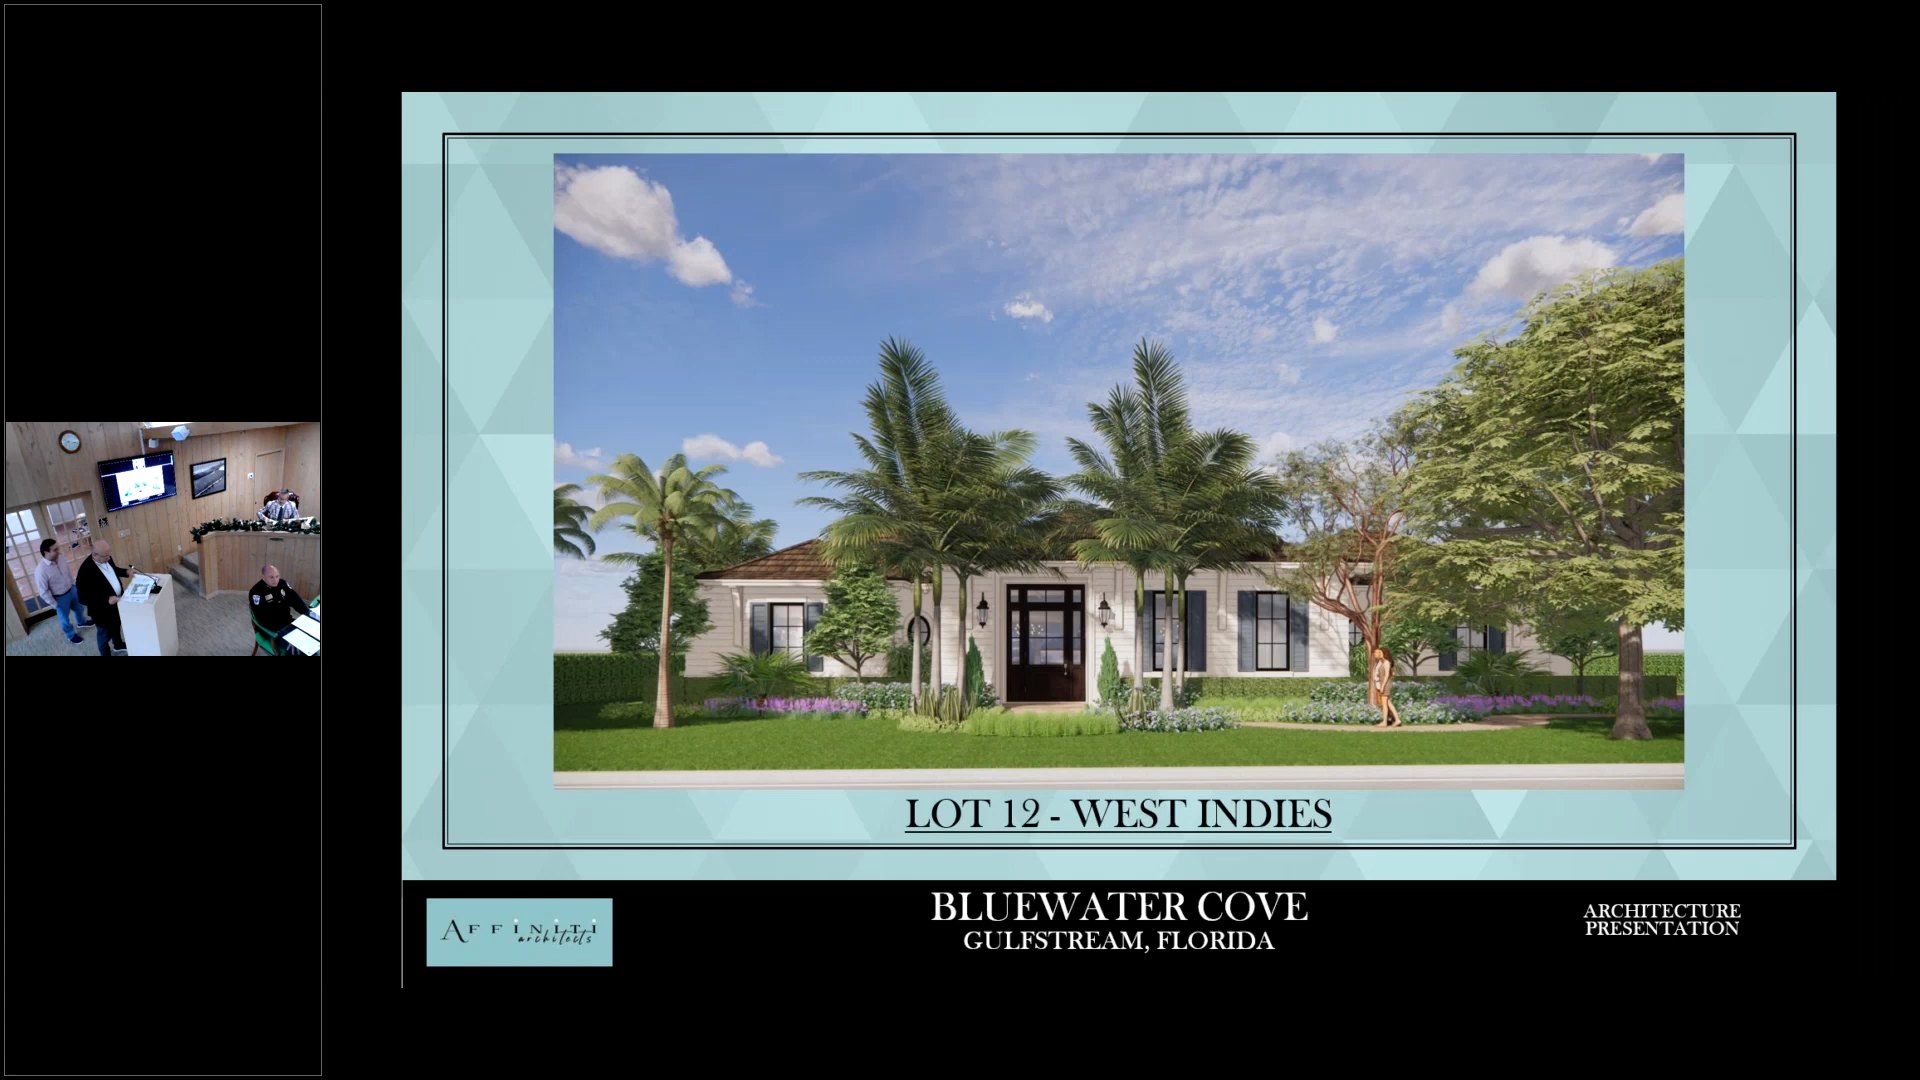 LOT 12 - WEST INDIES
AFFINITI
architects
BLUEWATER COVE
GULFSTREAM, FLORIDA
ARCHITECTURE
PRESENTATION